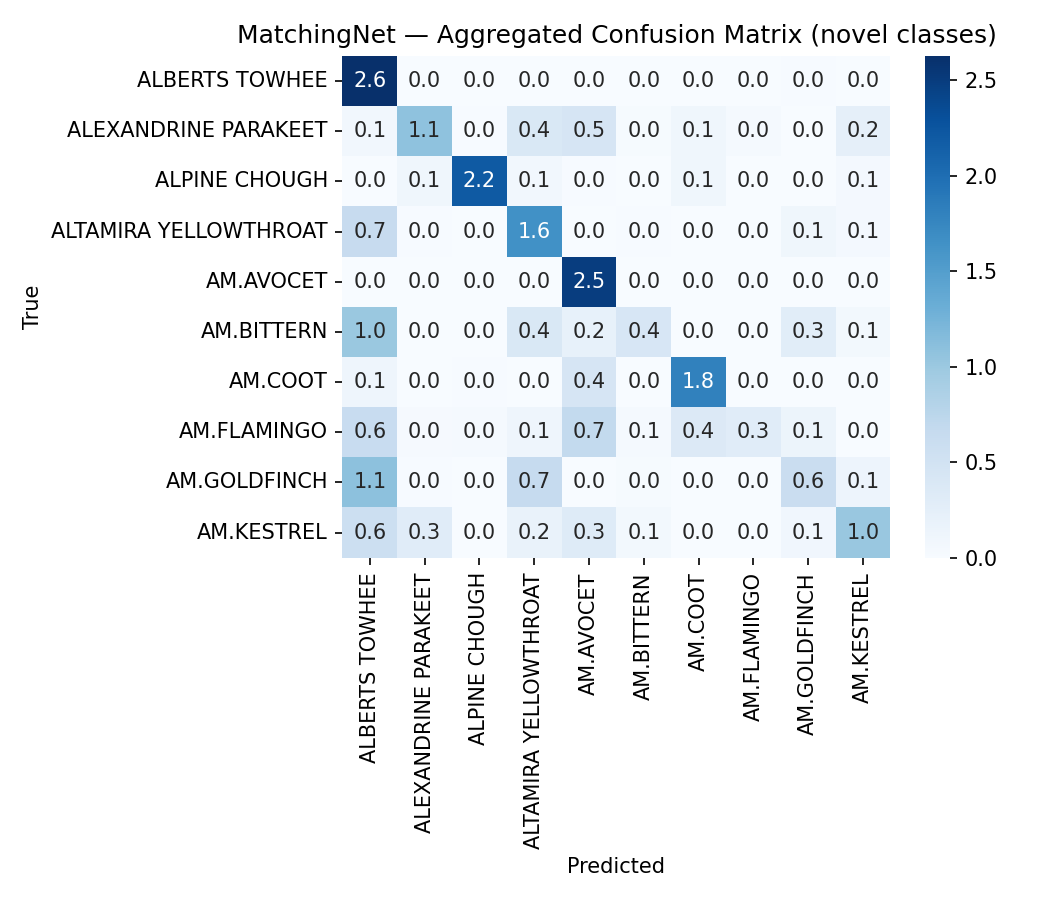 MatchingNet — Aggregated Confusion Matrix (novel classes)
True
ALBERTS TOWHEE 2.6 0.0 0.0 0.0 0.0 0.0 0.0 0.0 0.0 0.0
ALEXANDRINE PARAKEET 0.1 1.1 0.0 0.4 0.5 0.0 0.1 0.0 0.0 0.2
ALPINE CHOUGH 0.0 0.1 2.2 0.1 0.0 0.0 0.1 0.0 0.0 0.1
ALTAMIRA YELLOWTHROAT 0.7 0.0 0.0 1.6 0.0 0.0 0.0 0.0 0.1 0.1
AM.AVOCET 0.0 0.0 0.0 0.0 2.5 0.0 0.0 0.0 0.0 0.0
AM.BITTERN 1.0 0.0 0.0 0.4 0.2 0.4 0.0 0.0 0.3 0.1
AM.COOT 0.1 0.0 0.0 0.0 0.4 0.0 1.8 0.0 0.0 0.0
AM.FLAMINGO 0.6 0.0 0.0 0.1 0.7 0.1 0.4 0.3 0.1 0.0
AM.GOLDFINCH 1.1 0.0 0.0 0.7 0.0 0.0 0.0 0.0 0.6 0.1
AM.KESTREL 0.6 0.3 0.0 0.2 0.3 0.1 0.0 0.0 0.1 1.0
ALBERTS TOWHEE
ALEXANDRINE PARAKEET
ALPINE CHOUGH
ALTAMIRA YELLOWTHROAT
AM.AVOCET
AM.BITTERN
AM.COOT
AM.FLAMINGO
AM.GOLDFINCH
AM.KESTREL
Predicted
2.5
2.0
1.5
1.0
0.5
0.0